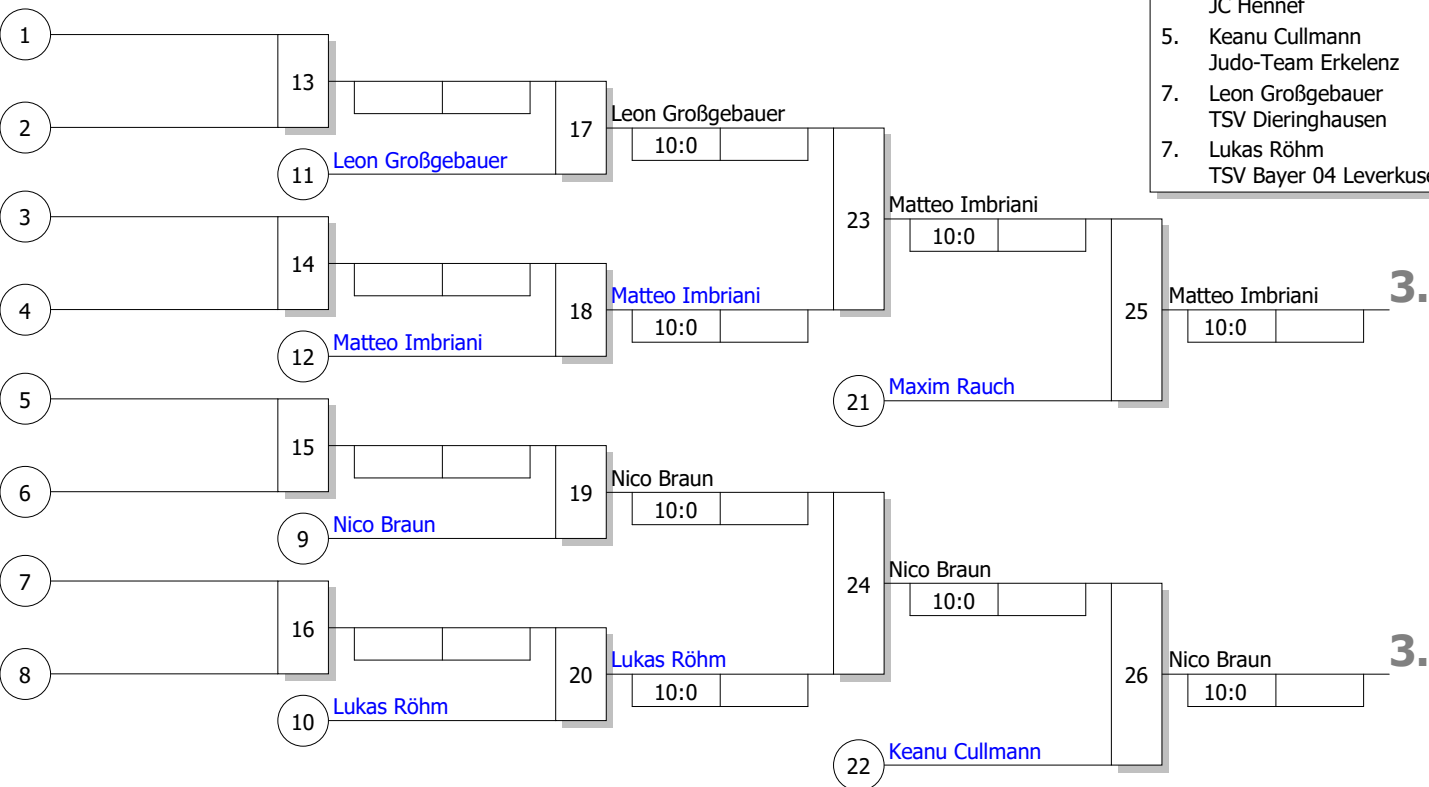 JC Hennef
5. Keanu Cullmann
Judo-Team Erkelenz
7. Leon Großgebauer
TSV Dieringhausen
7. Lukas Röhm
TSV Bayer 04 Leverkuse
1
13
2
17
Leon Großgebauer
10:0
11
Leon Großgebauer
3
23
Matteo Imbriani
10:0
14
4
18
Matteo Imbriani
10:0
25
Matteo Imbriani
10:0
3.
12
Matteo Imbriani
5
21
Maxim Rauch
15
6
19
Nico Braun
10:0
9
Nico Braun
7
24
Nico Braun
10:0
16
8
20
Lukas Röhm
10:0
26
Nico Braun
10:0
3.
10
Lukas Röhm
22
Keanu Cullmann